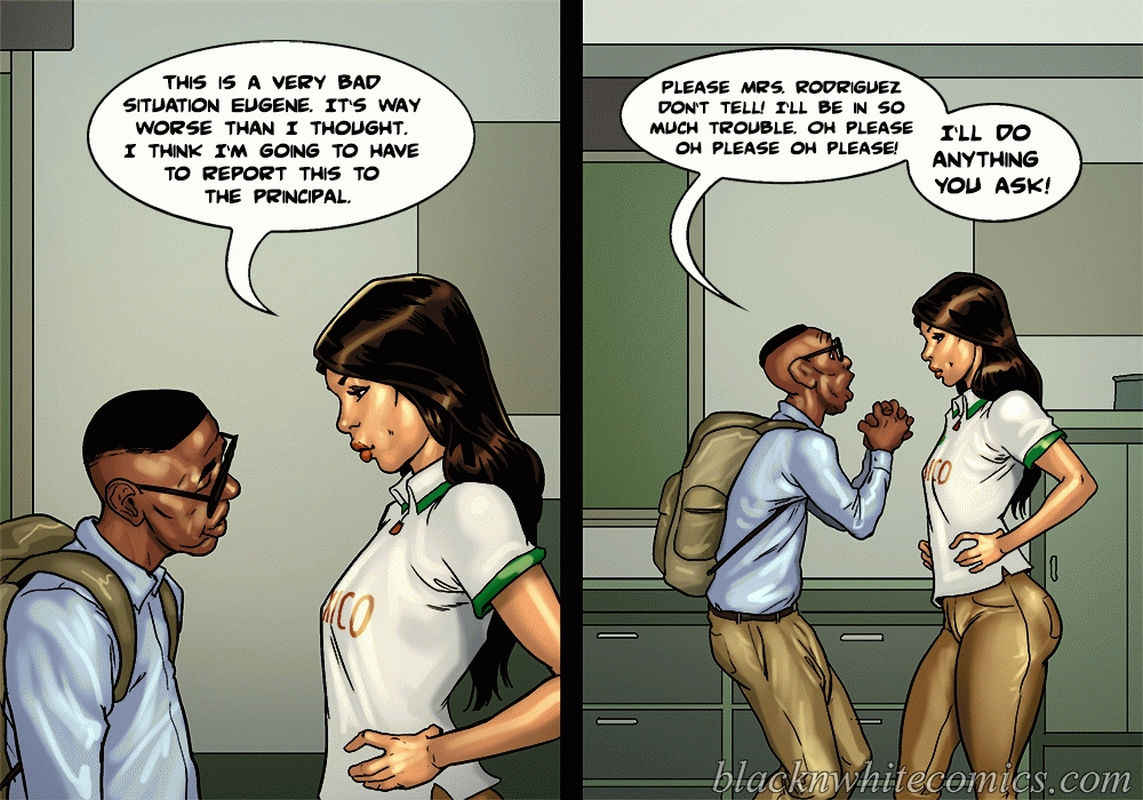 THIS IS A VERY BAD
SITUATION EUGENE. IT'S WAY
WORSE THAN I THOUGHT.
I THINK I'M GOING TO HAVE
TO REPORT THIS TO
THE PRINCIPAL.
PLEASE MRS. RODRIGUEZ
DON'T TELL! I'LL BE IN SO
MUCH TROUBLE. OH PLEASE
OH PLEASE OH PLEASE!
I'LL DO
ANYTHING
YOU ASK!
blacknwhitecomics.com